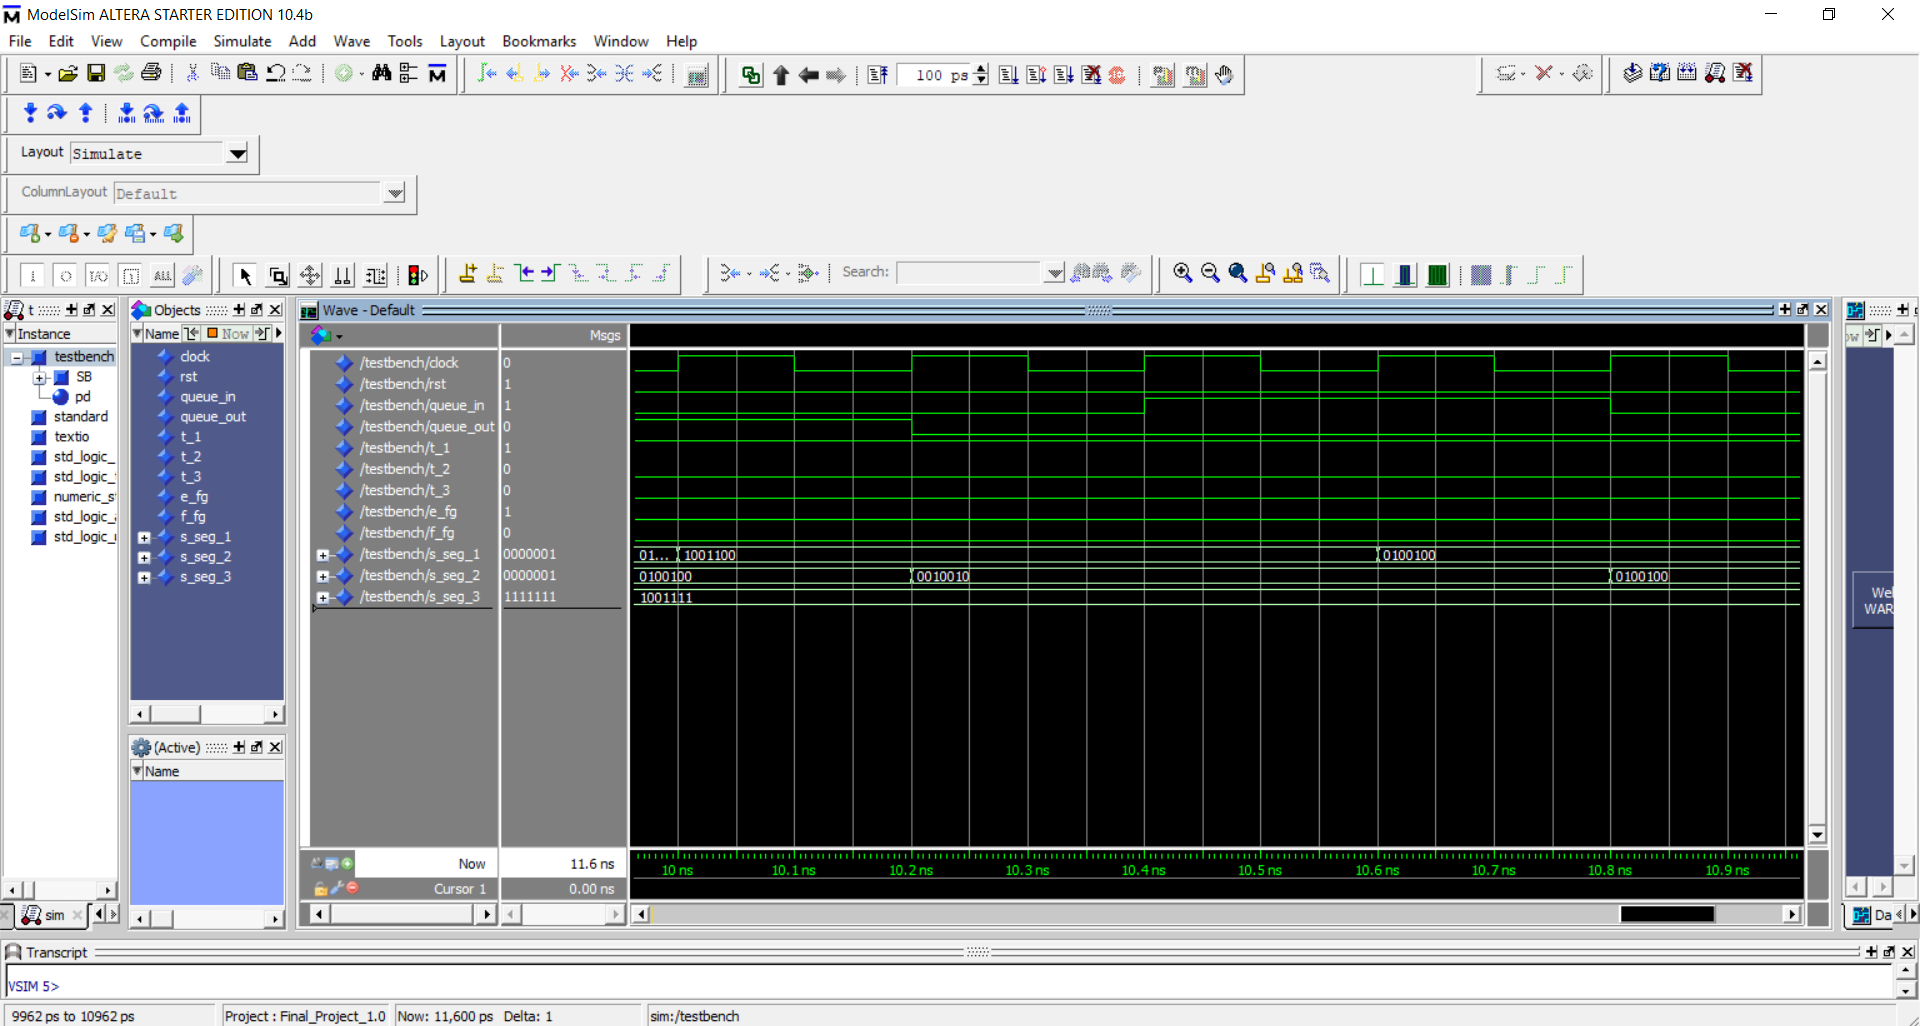 ModelSim ALTERA STARTER EDITION 10.4b
File Edit View Compile Simulate Add Wave Tools Layout Bookmarks Window Help
100 ps
Layout Simulate
ColumnLayout Default
Search:
t
Instance
testbench
SB
pd
standard
textio
std_logic_
std_logic_
numeric_s
std_logic_
std_logic_
sim
Objects
Name Now
clock
rst
queue_in
queue_out
t_1
t_2
t_3
e_fg
f_fg
s_seg_1
s_seg_2
s_seg_3
(Active)
Name
Wave - Default
Msgs
/testbench/clock 0
/testbench/rst 1
/testbench/queue_in 1
/testbench/queue_out 0
/testbench/t_1 1
/testbench/t_2 0
/testbench/t_3 0
/testbench/e_fg 1
/testbench/f_fg 0
/testbench/s_seg_1 0000001 01... 1001100 0100100
/testbench/s_seg_2 0000001 0100100 0010010 0100100
/testbench/s_seg_3 1111111 1001111
Now 11.6 ns
Cursor 1 0.00 ns
10 ns 10.1 ns 10.2 ns 10.3 ns 10.4 ns 10.5 ns 10.6 ns 10.7 ns 10.8 ns 10.9 ns
ow
Wel
WAR
Da
Transcript
VSIM 5>
9962 ps to 10962 ps Project : Final_Project_1.0 Now: 11,600 ps Delta: 1 sim:/testbench